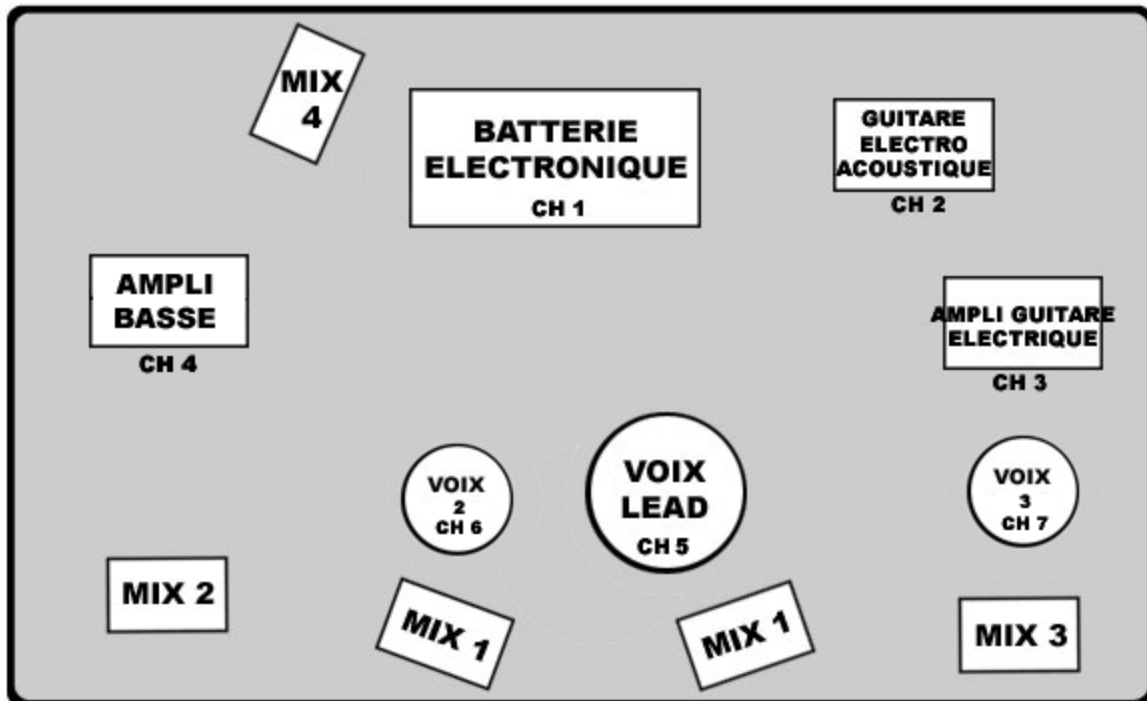 MIX
4
BATTERIE
ELECTRONIQUE
CH 1
GUITARE
ELECTRO
ACOUSTIQUE
CH 2
AMPLI
BASSE
CH 4
AMPLI GUITARE
ELECTRIQUE
CH 3
VOIX
2
CH 6
VOIX
LEAD
CH 5
VOIX
3
CH 7
MIX 2
MIX 1
MIX 1
MIX 3